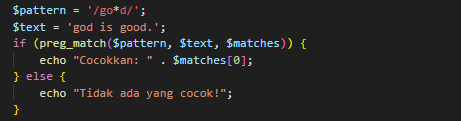 $pattern = '/go*d/';
$text = 'god is good.';
if (preg_match($pattern, $text, $matches)) {
    echo "Cocokkan: " . $matches[0];
} else {
    echo "Tidak ada yang cocok!";
}